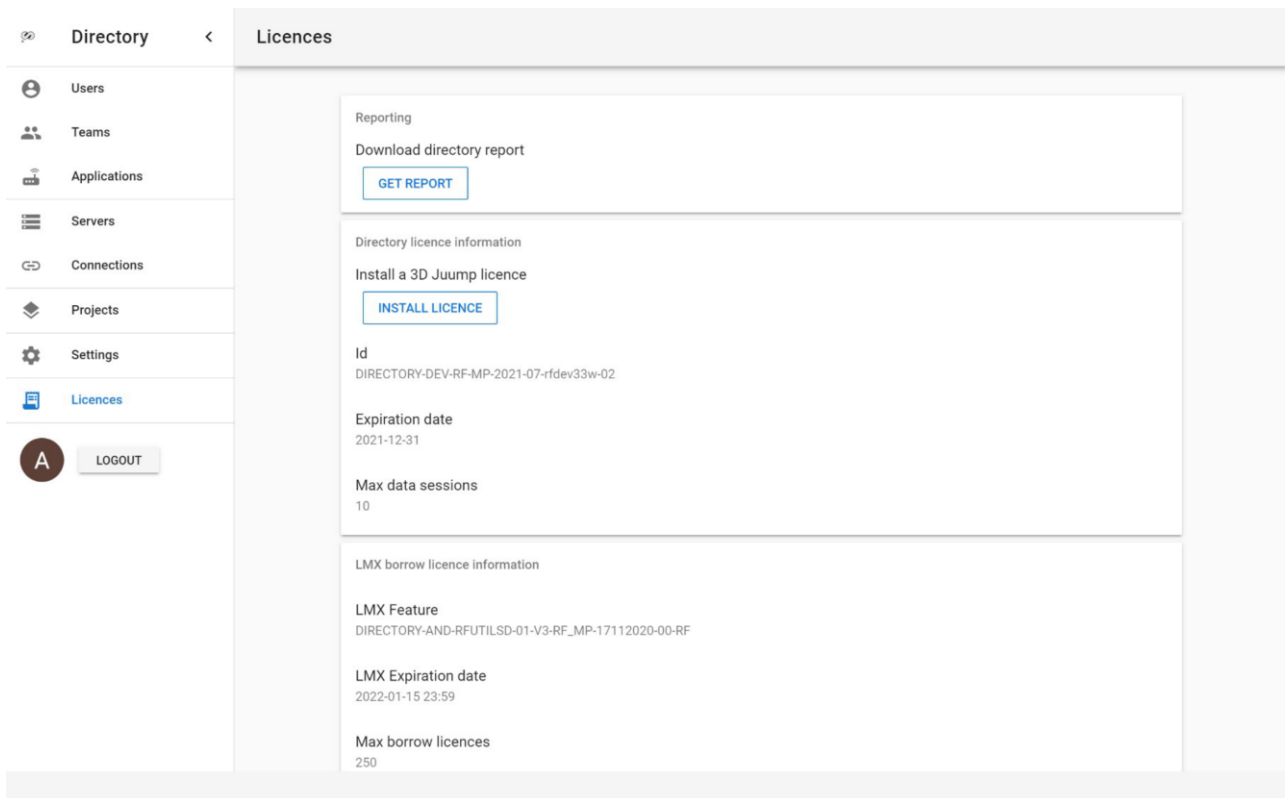 Directory
Licences
Users
Teams
Applications
Servers
Connections
Projects
Settings
Licences
A
LOGOUT
Reporting
Download directory report
GET REPORT
Directory licence information
Install a 3D Juump licence
INSTALL LICENCE
Id
DIRECTORY-DEV-RF-MP-2021-07-rfdev33w-02
Expiration date
2021-12-31
Max data sessions
10
LMX borrow licence information
LMX Feature
DIRECTORY-AND-RFUTILSD-01-V3-RF_MP-17112020-00-RF
LMX Expiration date
2022-01-15 23:59
Max borrow licences
250